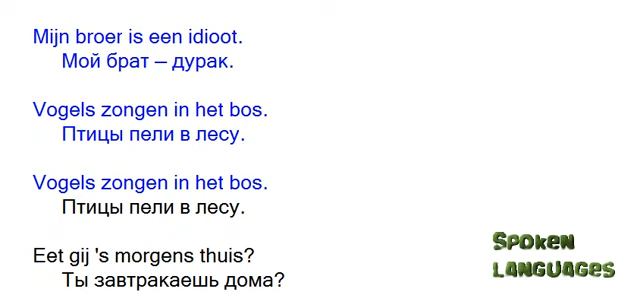 Mijn broer is een idioot.
Мой брат – дурак.
Vogels zongen in het bos.
Птицы пели в лесу.
Vogels zongen in het bos.
Птицы пели в лесу.
Eet gij 's morgens thuis?
Ты завтракаешь дома?
Spoken
Languages